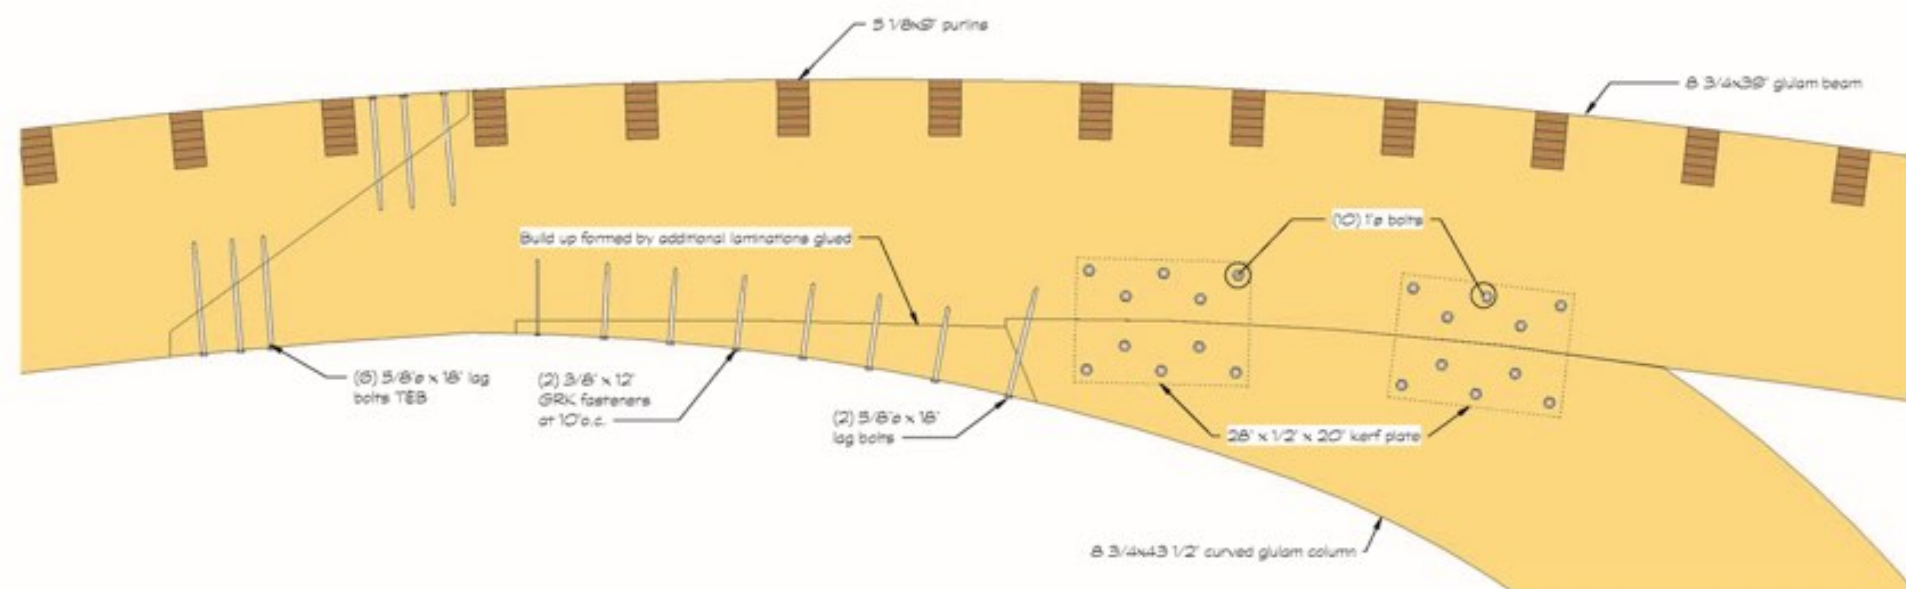 5 1/8x9" purlins
8 3/4x39" glulam beam
(10) 1"ø bolts
Build up formed by additional laminations glued
(6) 5/8"ø x 18" lag
bolts TEB
(2) 3/8" x 12"
GRK fasteners
at 10"o.c.
(2) 5/8"ø x 18"
lag bolts
28" x 1/2" x 20" kerf plate
8 3/4x43 1/2" curved glulam column